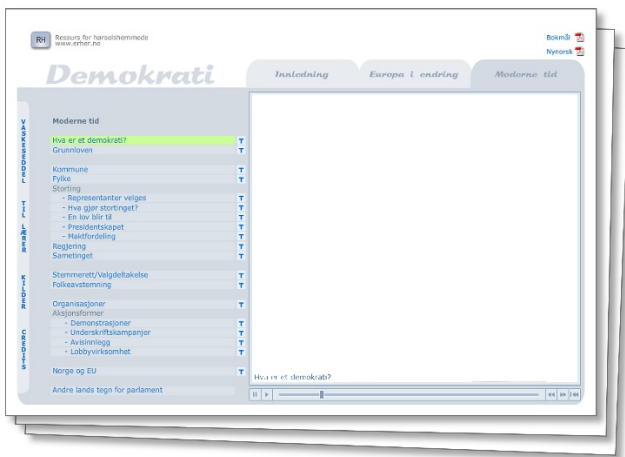 RH
Ressurs for hørselshemmede
www.erher.no
Bokmål
Nynorsk
Demokrati
Innledning
Europa i endring
Moderne tid
VASKESEDDEL
TIL LÆRER
KILDER
CREDITS
Moderne tid
Hva er et demokrati? T
Grunnloven T
Kommune T
Fylke T
Storting
- Representanter velges T
- Hva gjør stortinget? T
- En lov blir til T
- Presidentskapet T
- Maktfordeling T
Regjering T
Sametinget T
Stemmerett/Valgdeltakelse T
Folkeavstemning T
Organisasjoner T
Aksjonsformer
- Demonstrasjoner T
- Underskriftskampanjer T
- Avisinnlegg T
- Lobbyvirksomhet T
Norge og EU T
Andre lands tegn for parlament
Hva er et demokrati?